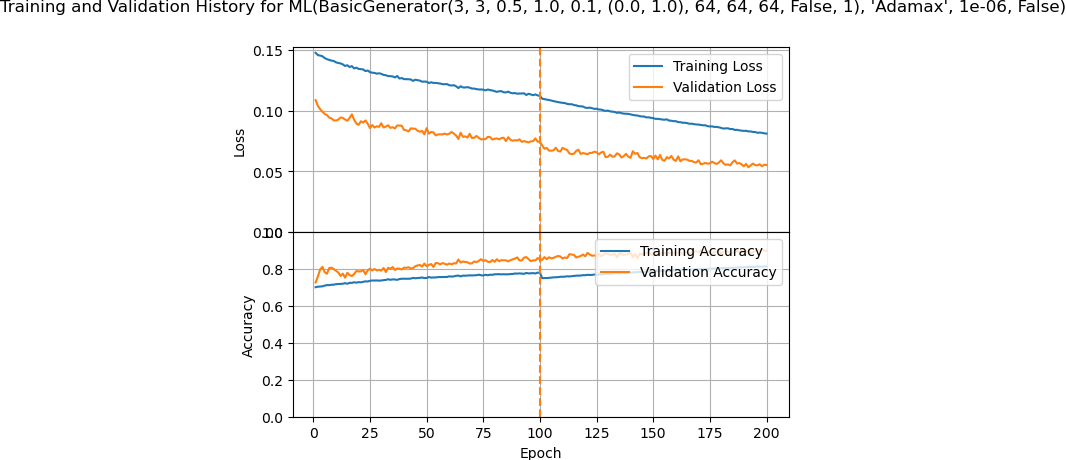 Training and Validation History for ML(BasicGenerator(3, 3, 0.5, 1.0, 0.1, (0.0, 1.0), 64, 64, 64, False, 1), 'Adamax', 1e-06, False)
0.15
0.10
0.05
0.00
Loss
Training Loss
Validation Loss
1.0
0.8
0.6
0.4
0.2
0.0
Accuracy
Training Accuracy
Validation Accuracy
0 25 50 75 100 125 150 175 200
Epoch